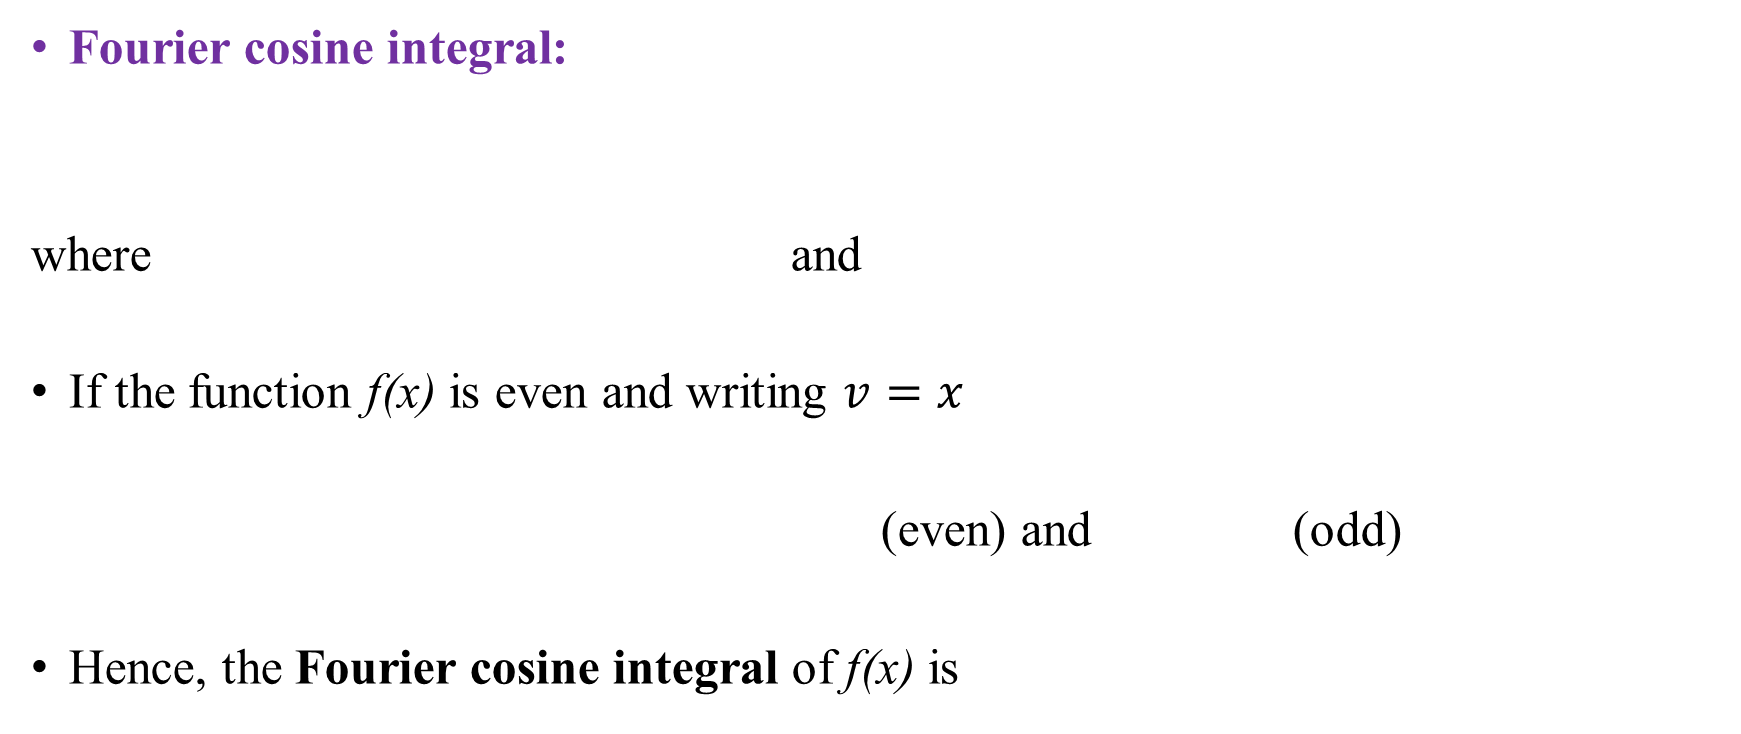 • Fourier cosine integral:
where and
• If the function f(x) is even and writing v = x
(even) and (odd)
• Hence, the Fourier cosine integral of f(x) is